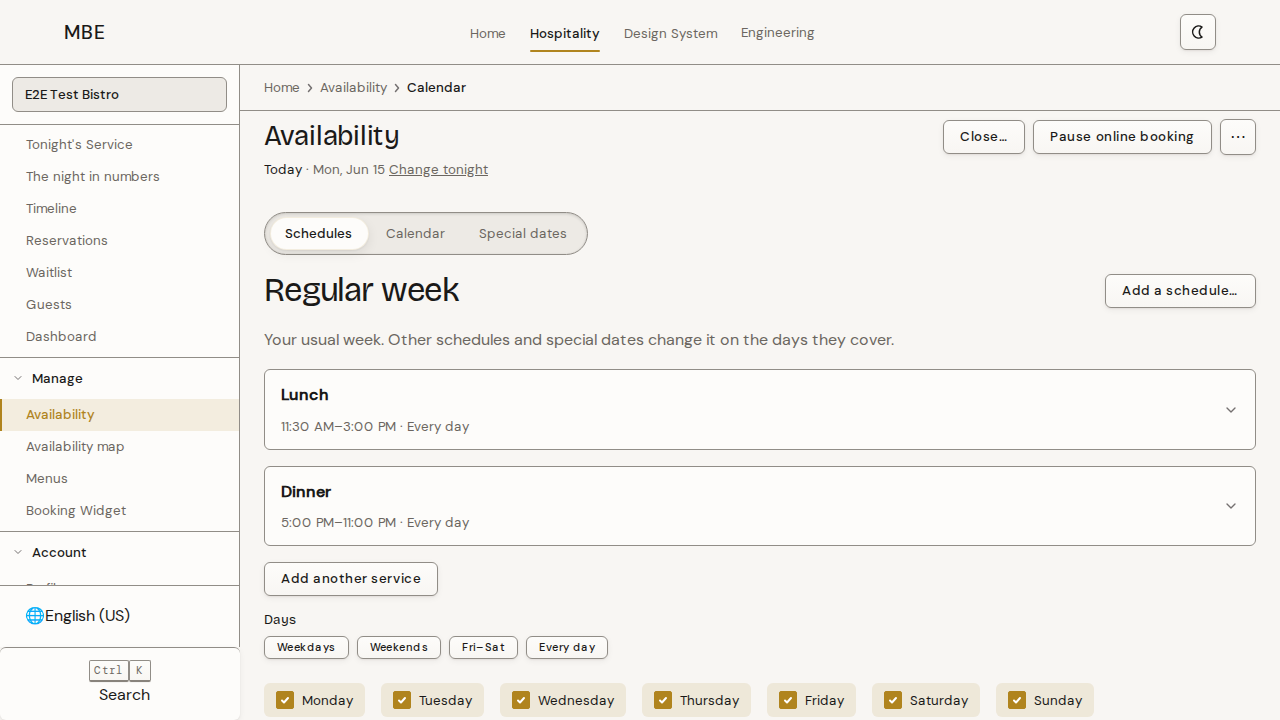 MBE
Home
Hospitality
Design System
Engineering
E2E Test Bistro
Tonight's Service
The night in numbers
Timeline
Reservations
Waitlist
Guests
Dashboard
Manage
Availability
Availability map
Menus
Booking Widget
Account
🌐English (US)
Ctrl K
Search
Home > Availability > Calendar
Availability
Close…
Pause online booking
⋯
Today · Mon, Jun 15 Change tonight
Schedules
Calendar
Special dates
Regular week
Add a schedule…
Your usual week. Other schedules and special dates change it on the days they cover.
Lunch
11:30 AM–3:00 PM · Every day
Dinner
5:00 PM–11:00 PM · Every day
Add another service
Days
Weekdays
Weekends
Fri–Sat
Every day
Monday
Tuesday
Wednesday
Thursday
Friday
Saturday
Sunday